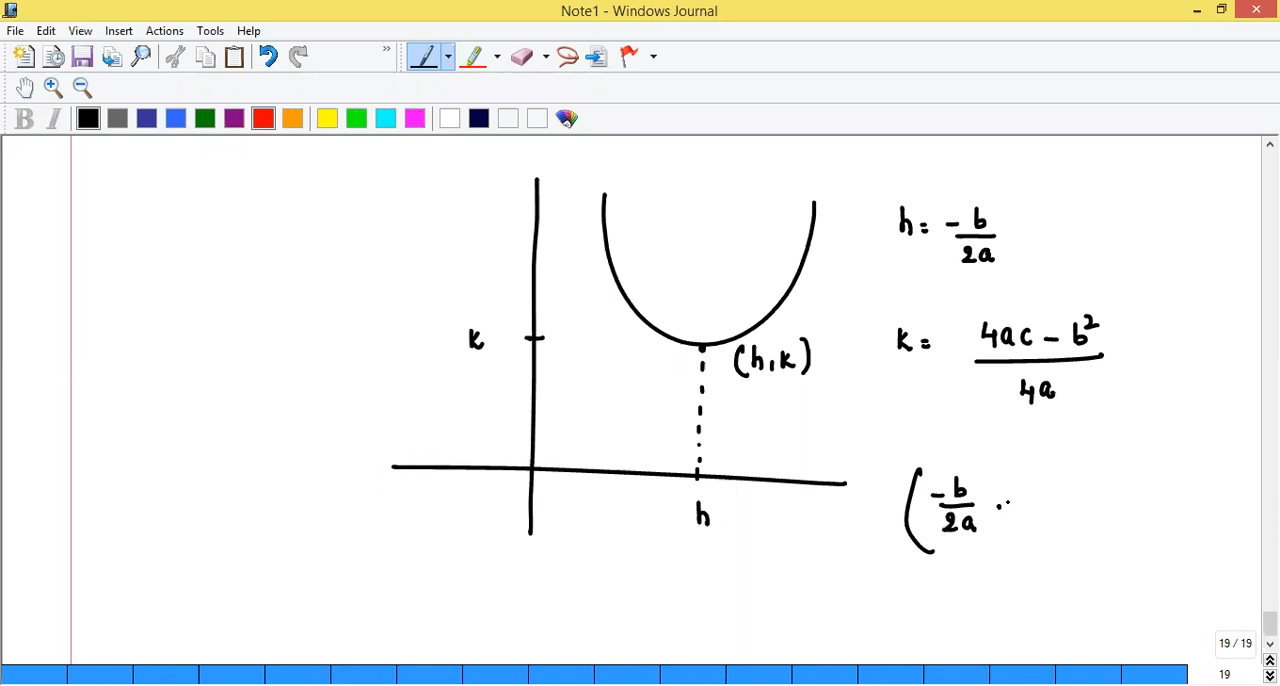 Note1 - Windows Journal
File Edit View Insert Actions Tools Help
»
B I
h = -b/2a
k
(h,k)
k = 4ac - b²/4a
h
(-b/2a
19 / 19
19